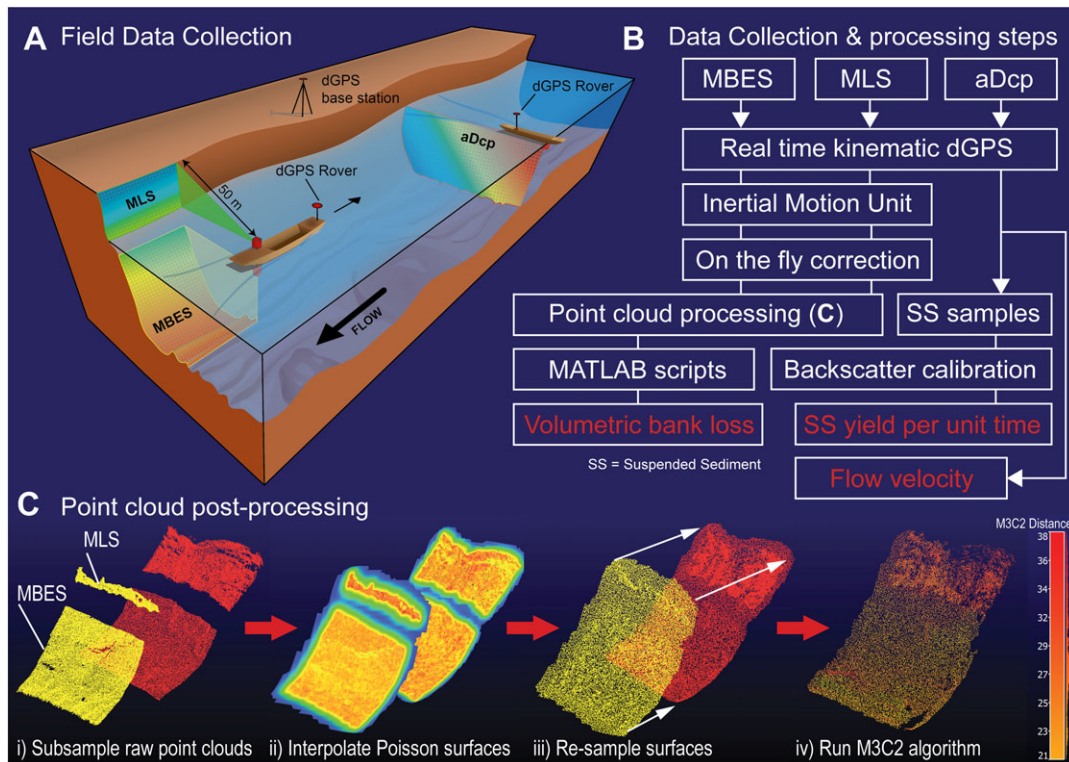 A Field Data Collection
dGPS
base station
dGPS Rover
aDcp
dGPS Rover
MLS
50 m
MBES
FLOW
B Data Collection & processing steps
MBES
MLS
aDcp
Real time kinematic dGPS
Inertial Motion Unit
On the fly correction
Point cloud processing (C)
SS samples
MATLAB scripts
Backscatter calibration
Volumetric bank loss
SS yield per unit time
SS = Suspended Sediment
Flow velocity
C Point cloud post-processing
MLS
MBES
M3C2 Distance
38
36
34
32
29
27
25
23
21
i) Subsample raw point clouds
ii) Interpolate Poisson surfaces
iii) Re-sample surfaces
iv) Run M3C2 algorithm